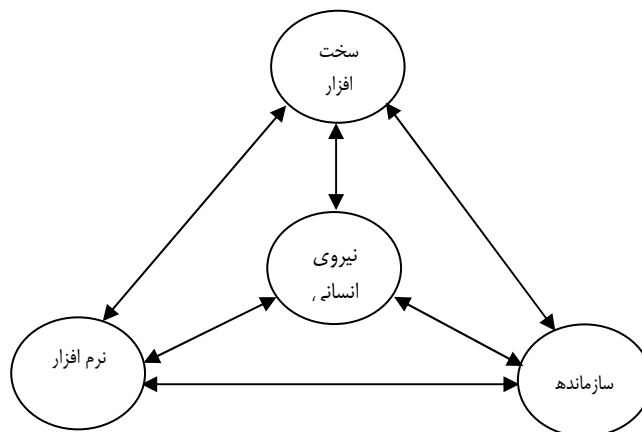 سخت
افزار
نیروی
انسانی
نرم افزار
سازمانده